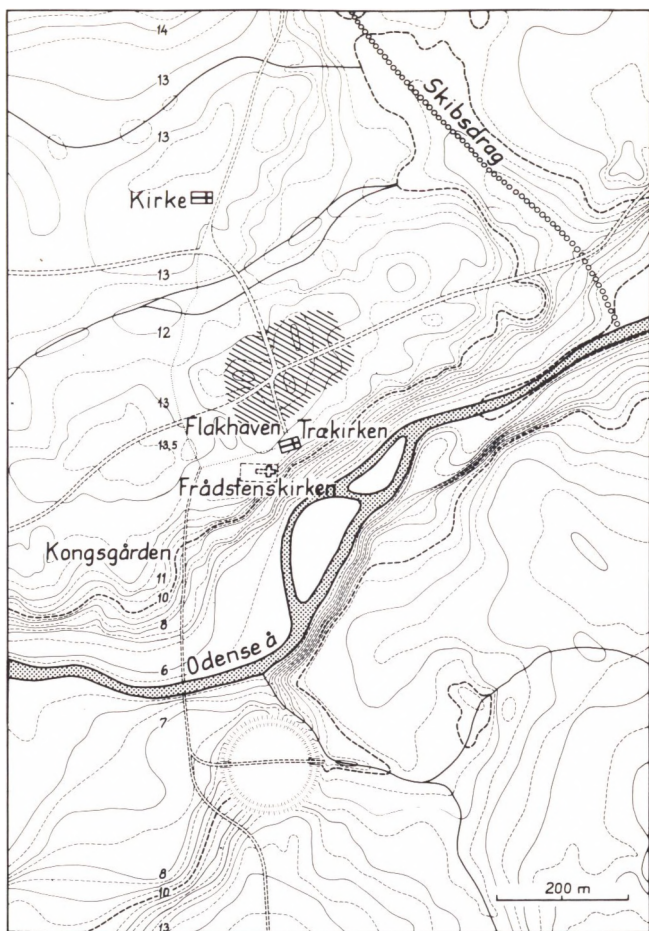 14
13
Skibsdrag
13
Kirke
13
12
13
Flakhaven Trækirken
13,5
Frådstenskirken
Kongsgården
11
10
8
Odense å
6
7
8
10
200 m
13